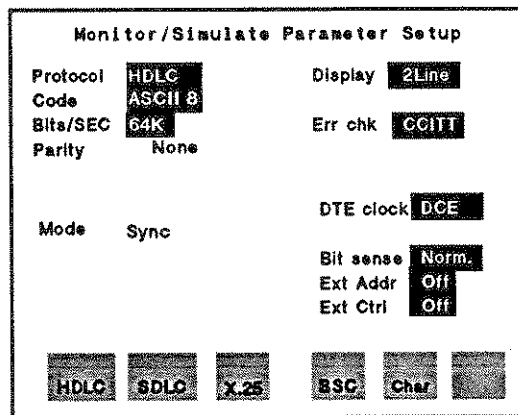 Monitor/Simulate Parameter Setup
Protocol HDLC Display 2Line
Code ASCII 8
Bits/SEC 64K Err chk CCITT
Parity None
DTE clock DCE
Mode Sync
Bit sense Norm.
Ext Addr Off
Ext Ctrl Off
HDLC SDLC X.25 BSC Char